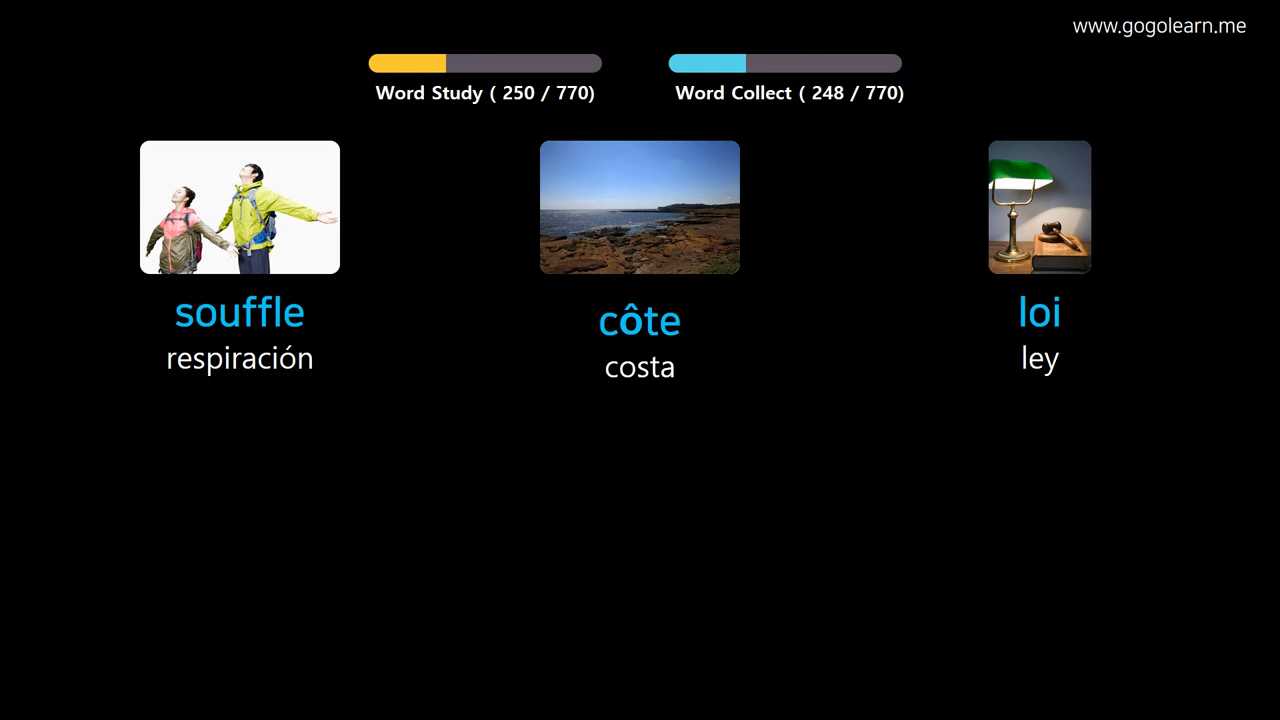 www.gogolearn.me
Word Study ( 250 / 770)
Word Collect ( 248 / 770)
souffle
respiración
côte
costa
loi
ley